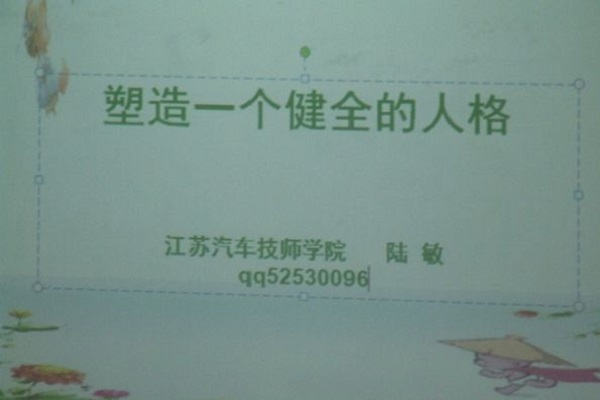 塑造一个健全的人格
江苏汽车技师学院 陆 敏
qq52530096